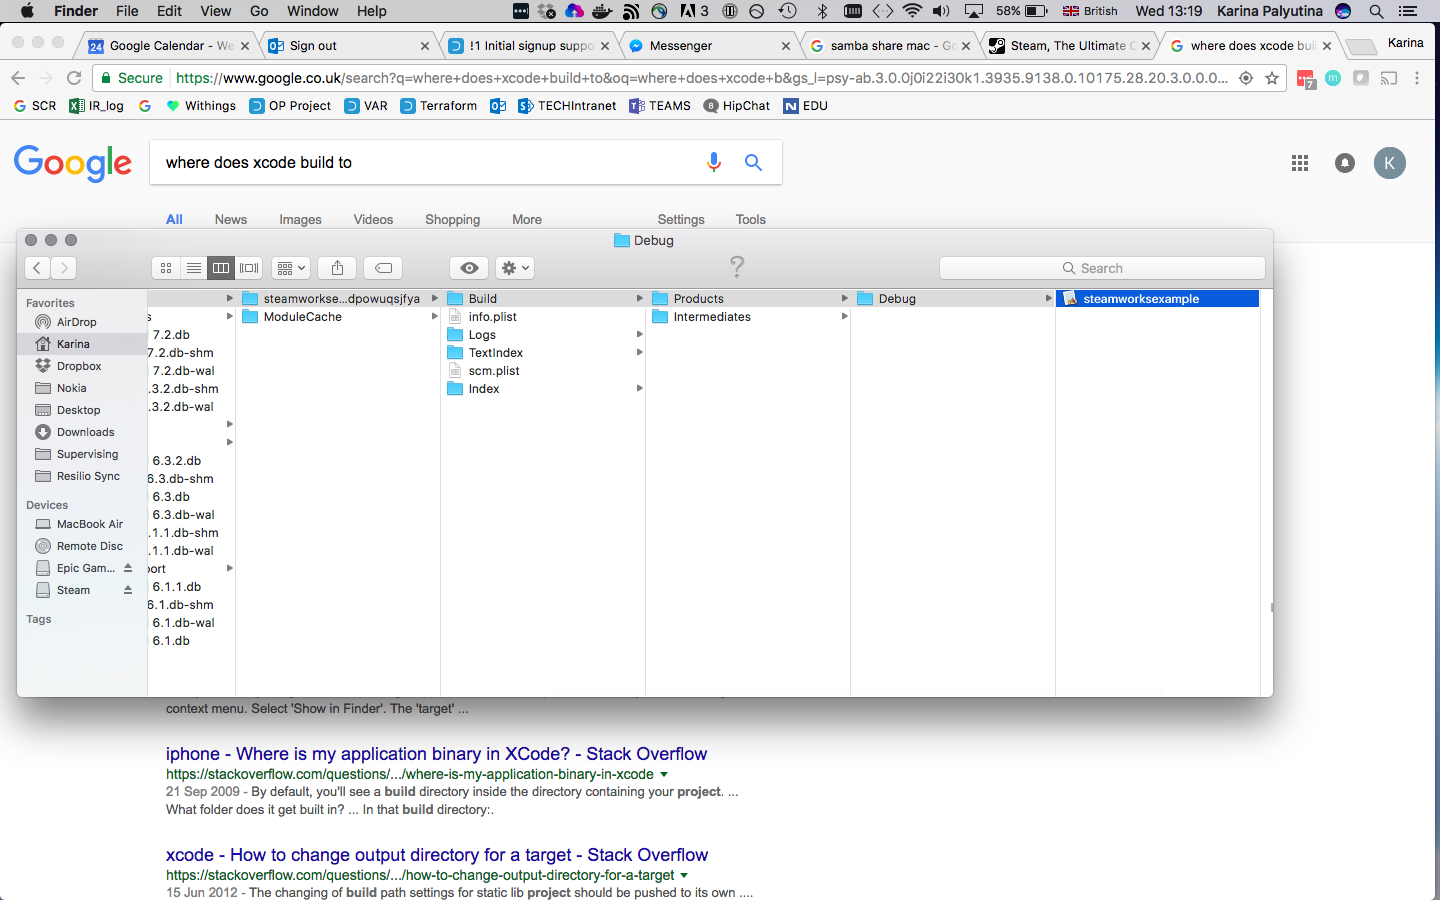 Finder File Edit View Go Window Help 3 58% British Wed 13:19 Karina Palyutina
24 Google Calendar - We Sign out !1 Initial signup suppo Messenger samba share mac - Go Steam, The Ultimate O where does xcode buil Karina
Secure https://www.google.co.uk/search?q=where+does+xcode+build+to&oq=where+does+xcode+b&gs_l=psy-ab.3.0.0j0i22i30k1.3935.9138.0.10175.28.20.3.0.0.0... 7 m
SCR IR_log Withings OP Project VAR Terraform TECHIntranet TEAMS HipChat EDU
Google where does xcode build to K
All News Images Videos Shopping More Settings Tools
Debug
Search
Favorites
AirDrop
Karina
Dropbox
Nokia
Desktop
Downloads
Supervising
Resilio Sync
Devices
MacBook Air
Remote Disc
Epic Gam...
Steam
Tags
s
7.2.db
7.2.db-shm
7.2.db-wal
.3.2.db-shm
.3.2.db-wal
6.3.2.db
6.3.db-shm
6.3.db
6.3.db-wal
.1.1.db-shm
.1.1.db-wal
port
6.1.1.db
6.1.db-shm
6.1.db-wal
6.1.db
steamworkse...dpowuqsjfya
ModuleCache
Build
info.plist
Logs
TextIndex
scm.plist
Index
Products
Intermediates
Debug
steamworksexample
context menu. Select 'Show in Finder'. The 'target' ...
iphone - Where is my application binary in XCode? - Stack Overflow
https://stackoverflow.com/questions/.../where-is-my-application-binary-in-xcode
21 Sep 2009 - By default, you'll see a build directory inside the directory containing your project. ...
What folder does it get built in? ... In that build directory:.
xcode - How to change output directory for a target - Stack Overflow
https://stackoverflow.com/questions/.../how-to-change-output-directory-for-a-target
15 Jun 2012 - The changing of build path settings for static lib project should be pushed to its own ....